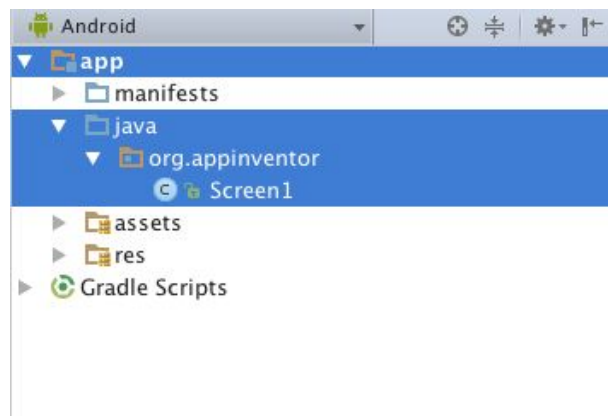 Android
app
manifests
java
org.appinventor
C Screen1
assets
res
Gradle Scripts